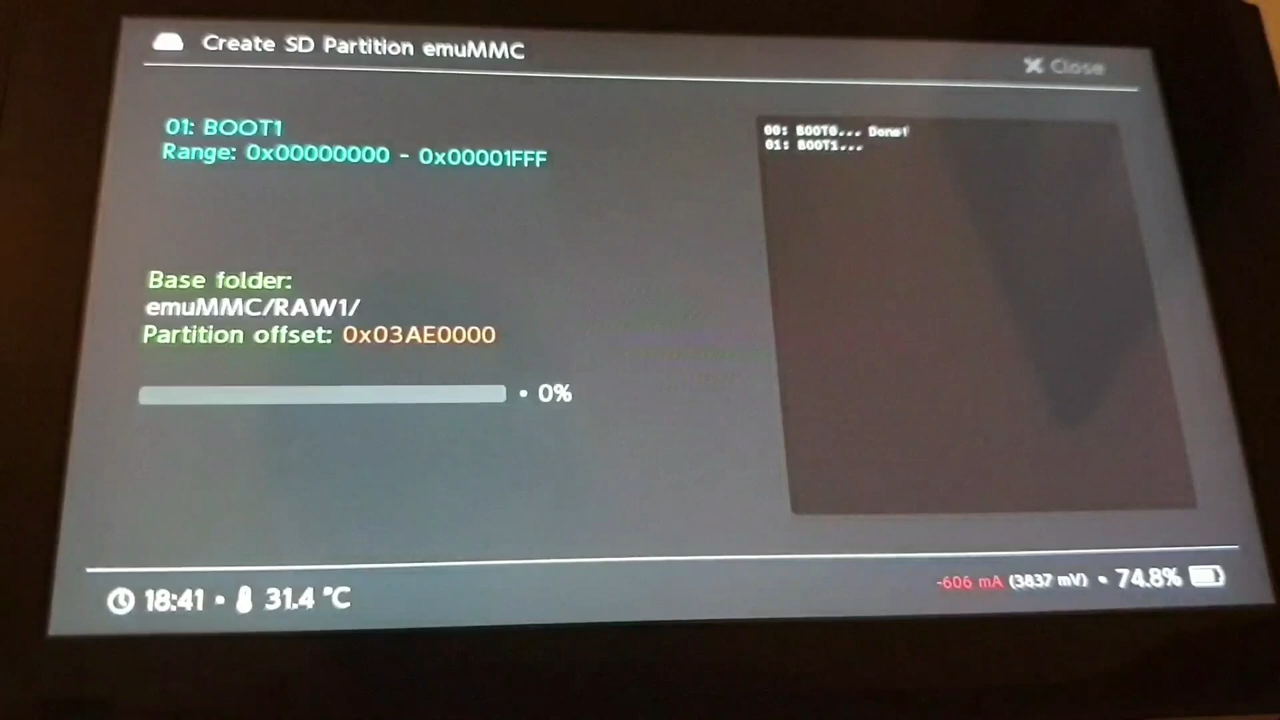 Create SD Partition emuMMC
Close
01: BOOT1
Range: 0x00000000 - 0x00001FFF
00: BOOT0... Done!
01: BOOT1...
Base folder:
emuMMC/RAW1/
Partition offset: 0x03AE0000
• 0%
18:41 • 31.4 °C
-606 mA (3837 mV) • 74.8%